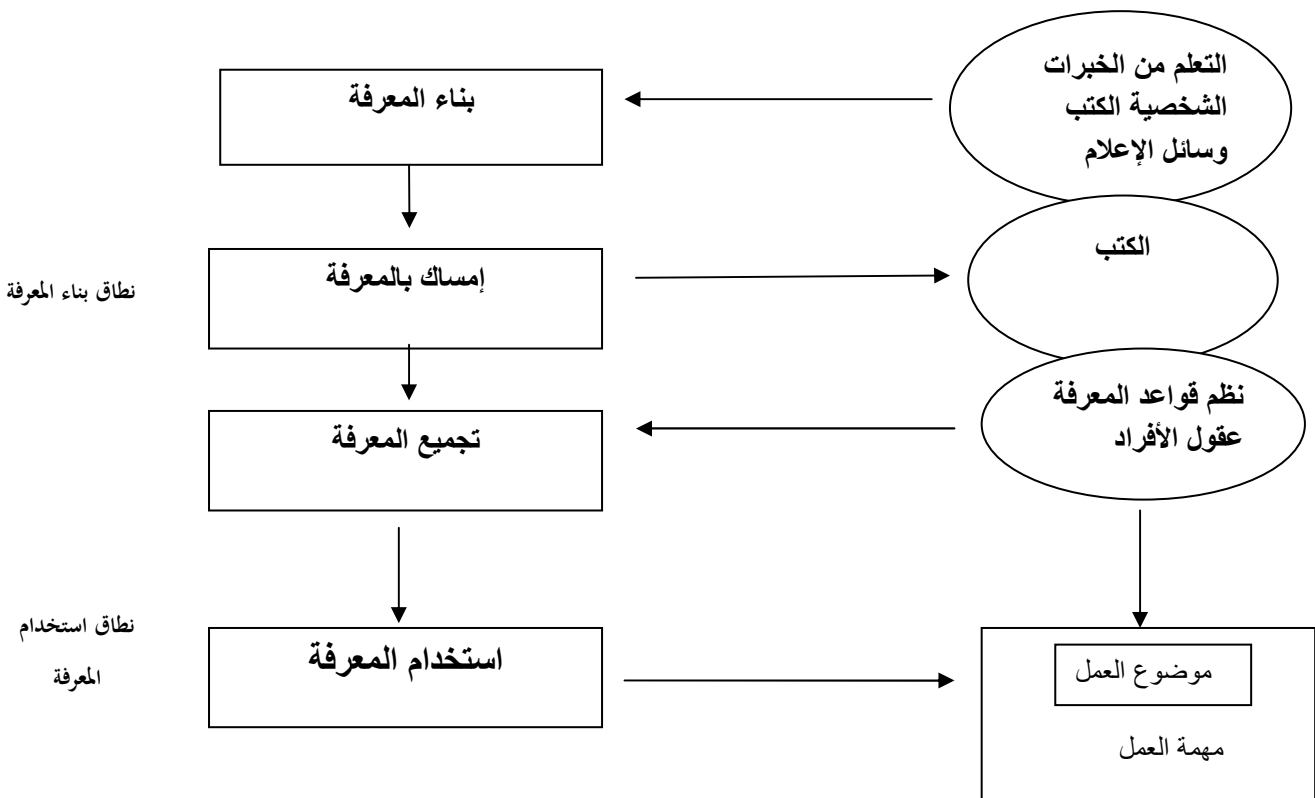 التعلم من الخبرات
الشخصية الكتب
وسائل الإعلام
بناء المعرفة
الكتب
إمساك بالمعرفة
نطاق بناء المعرفة
نظم قواعد المعرفة
عقول الأفراد
تجميع المعرفة
نطاق استخدام
المعرفة
استخدام المعرفة
موضوع العمل
مهمة العمل